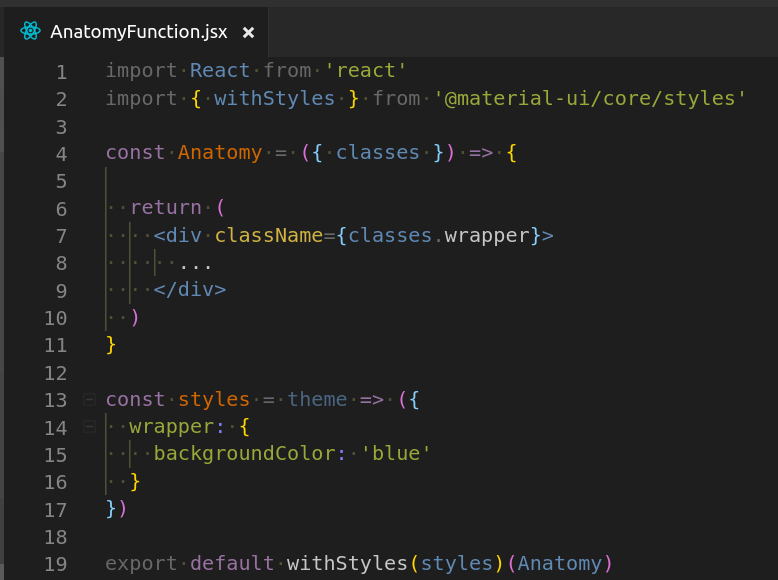 AnatomyFunction.jsx ×
1 import React from 'react'
2 import { withStyles } from '@material-ui/core/styles'
3
4 const Anatomy = ({ classes }) => {
5
6   return (
7     <div className={classes.wrapper}>
8       ...
9     </div>
10   )
11 }
12
13 const styles = theme => ({
14   wrapper: {
15     backgroundColor: 'blue'
16   }
17 })
18
19 export default withStyles(styles)(Anatomy)